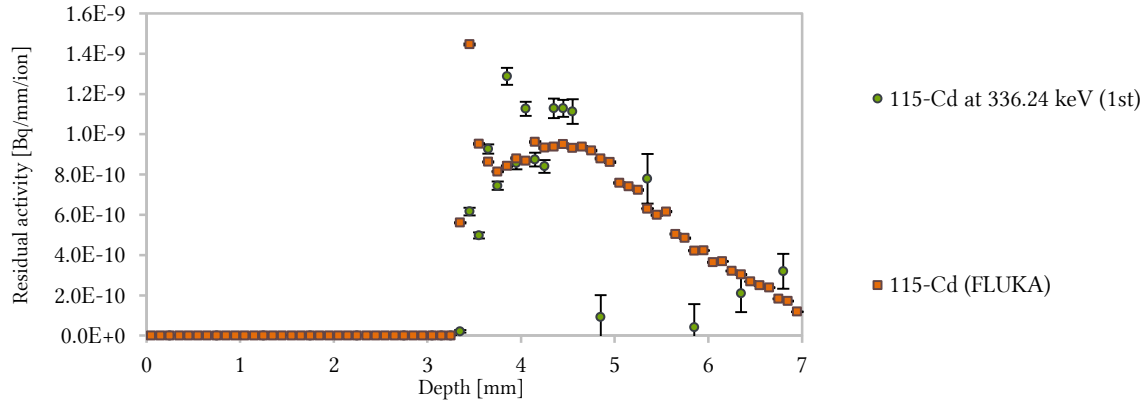 1.6E-9
1.4E-9
1.2E-9
1.0E-9
8.0E-10
6.0E-10
4.0E-10
2.0E-10
0.0E+0
Residual activity [Bq/mm/ion]
0 1 2 3 4 5 6 7
Depth [mm]
115-Cd at 336.24 keV (1st)
115-Cd (FLUKA)